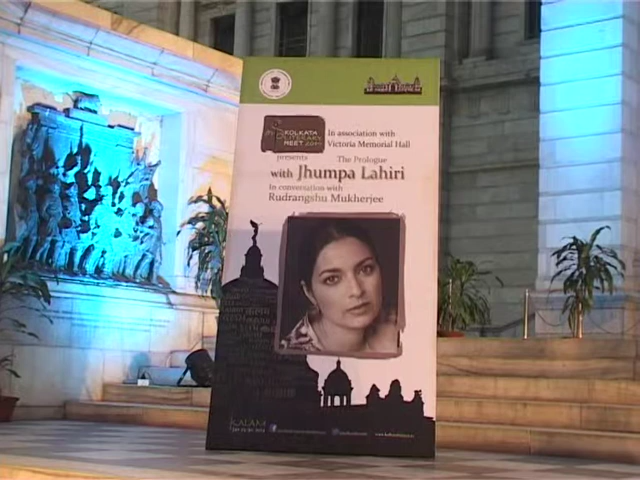 KOLKATA
LITERARY
MEET
In association with
Victoria Memorial Hall
presents
The Prologue
with Jhumpa Lahiri
In conversation with
Rudrangshu Mukherjee
KALAM